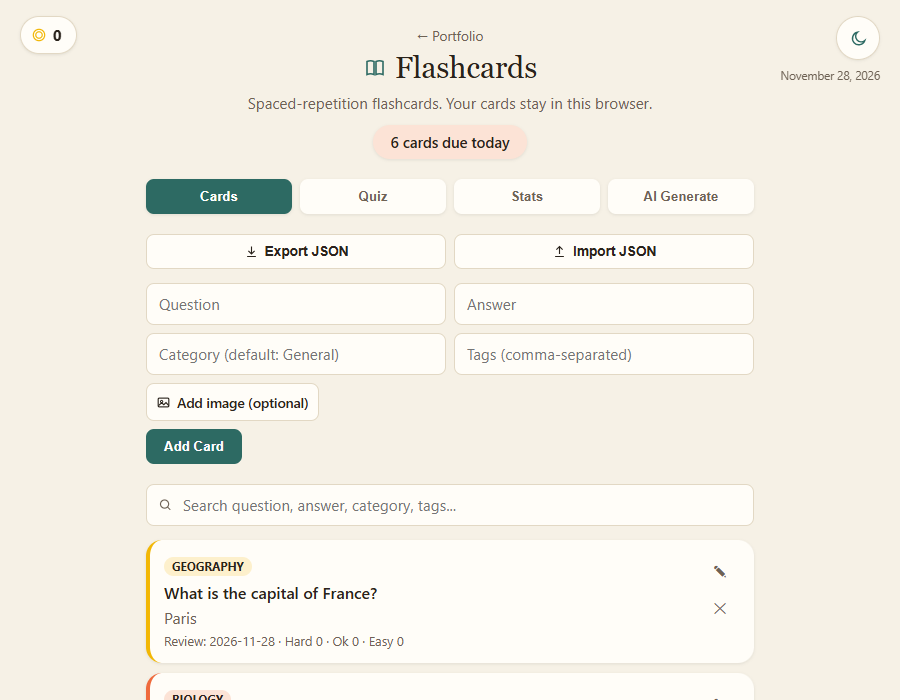 0
← Portfolio
Flashcards
November 28, 2026
Spaced-repetition flashcards. Your cards stay in this browser.
6 cards due today
Cards
Quiz
Stats
AI Generate
Export JSON
Import JSON
Question
Answer
Category (default: General)
Tags (comma-separated)
Add image (optional)
Add Card
Search question, answer, category, tags...
GEOGRAPHY
What is the capital of France?
Paris
Review: 2026-11-28 · Hard 0 · Ok 0 · Easy 0
BIOLOGY